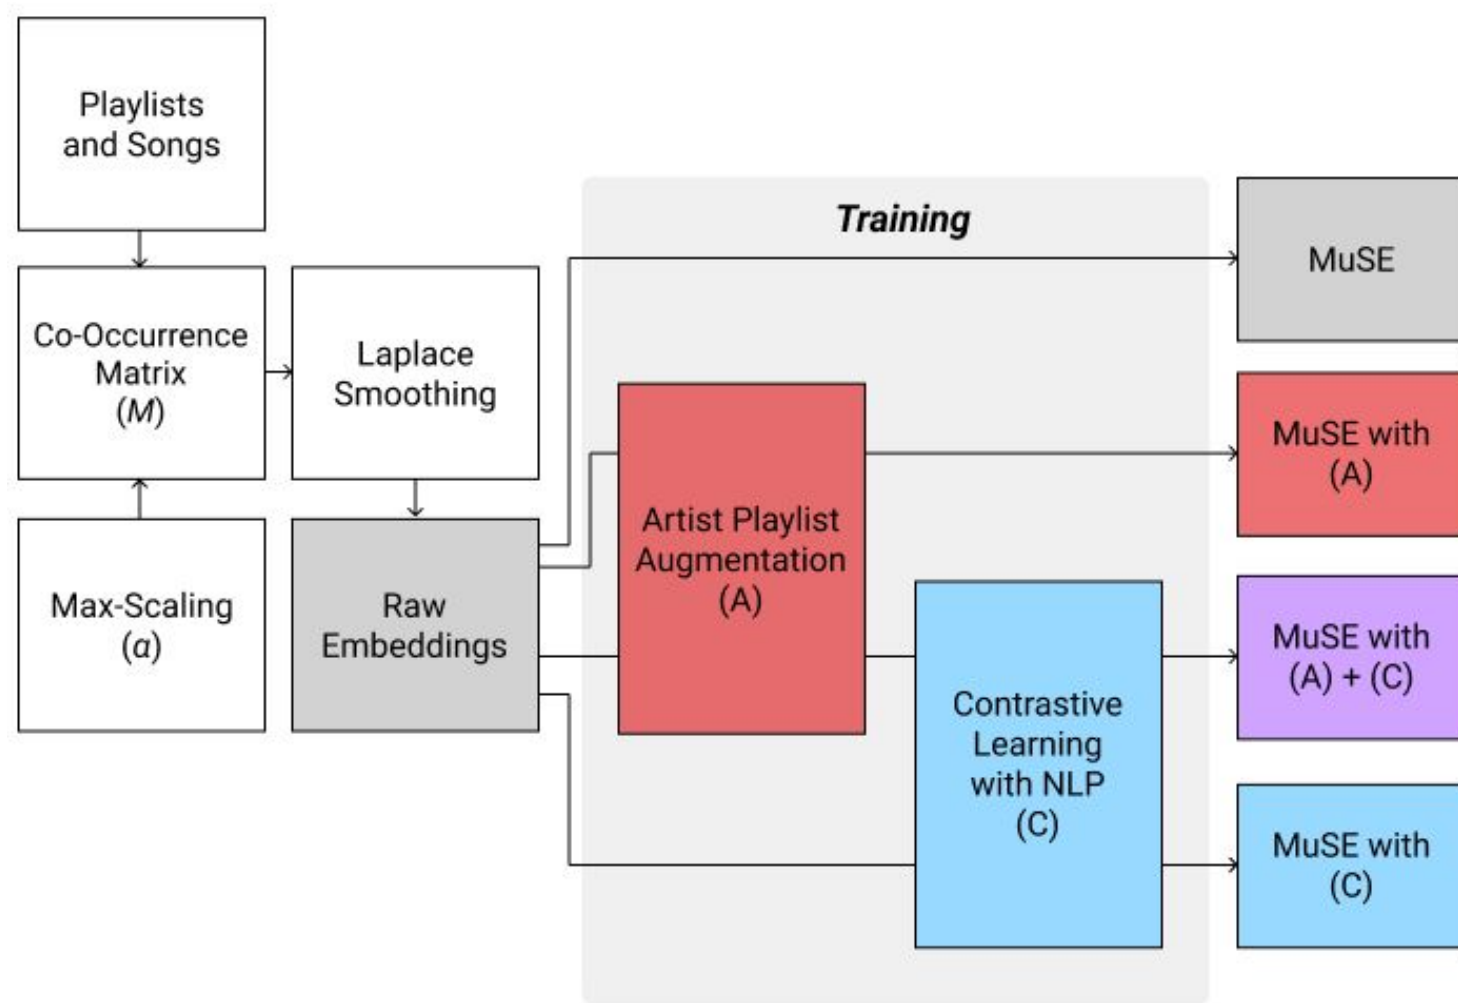 Playlists
and Songs
Co-Occurrence
Matrix
(M)
Max-Scaling
(α)
Laplace
Smoothing
Raw
Embeddings
Training
Artist Playlist
Augmentation
(A)
Contrastive
Learning
with NLP
(C)
MuSE
MuSE with
(A)
MuSE with
(A) + (C)
MuSE with
(C)